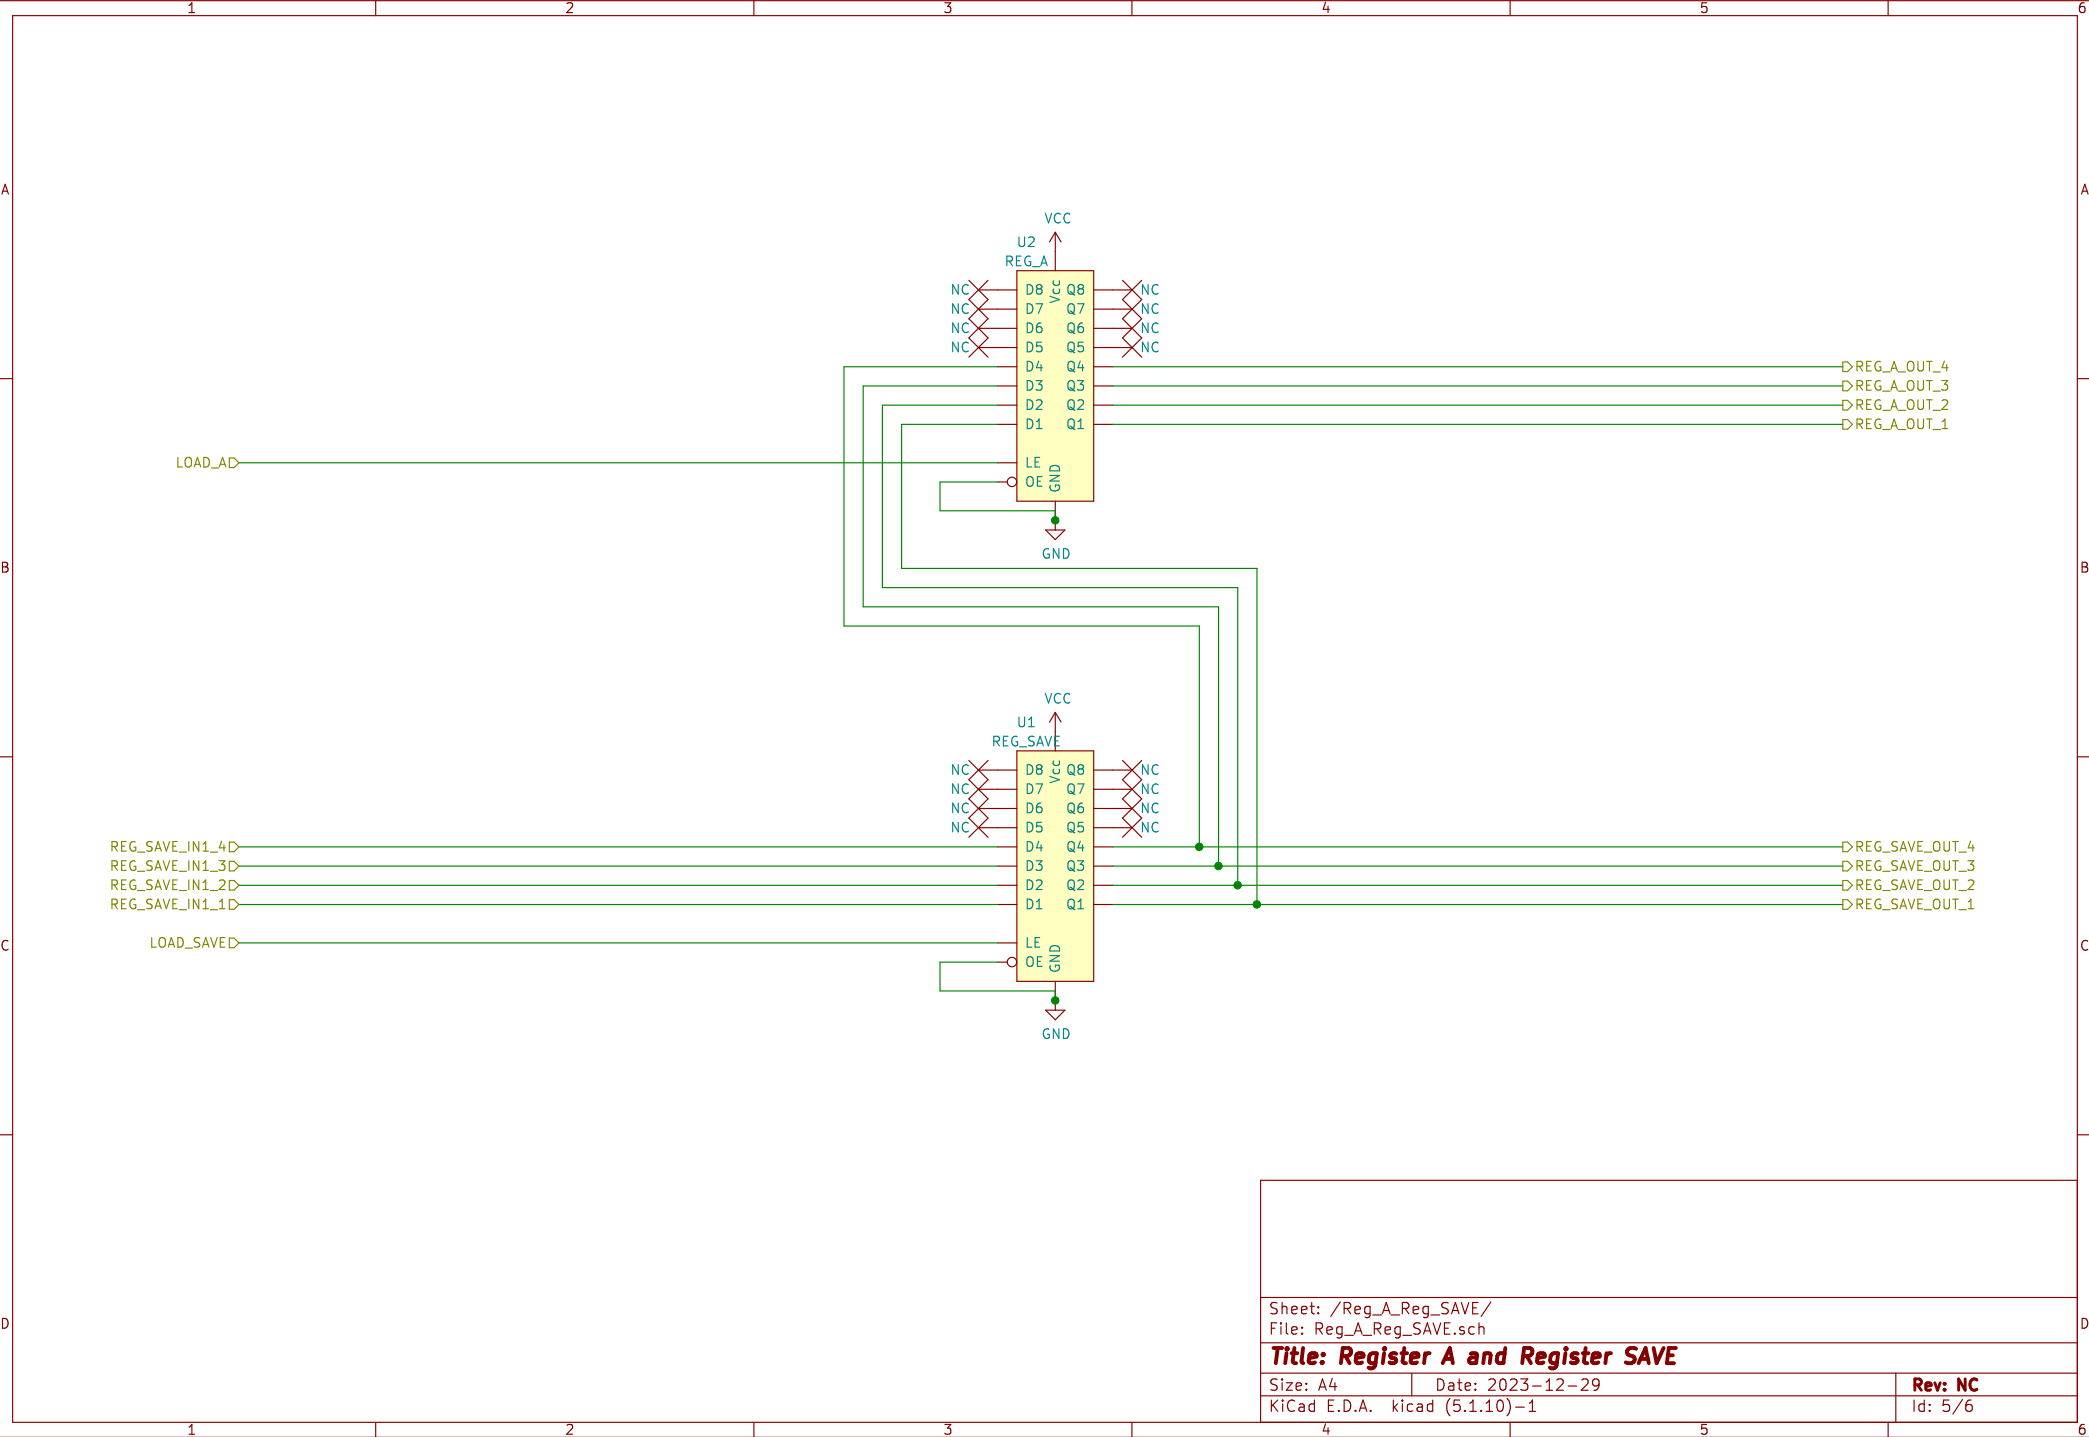 1 2 3 4 5 6
A A
VCC
U2
REG_A
NC D8 Vcc Q8 NC
NC D7 Q7 NC
NC D6 Q6 NC
NC D5 Q5 NC
D4 Q4 REG_A_OUT_4
D3 Q3 REG_A_OUT_3
D2 Q2 REG_A_OUT_2
D1 Q1 REG_A_OUT_1
LOAD_A LE GND
OE
GND
B B
VCC
U1
REG_SAVE
NC D8 Vcc Q8 NC
NC D7 Q7 NC
NC D6 Q6 NC
NC D5 Q5 NC
REG_SAVE_IN1_4 D4 Q4 REG_SAVE_OUT_4
REG_SAVE_IN1_3 D3 Q3 REG_SAVE_OUT_3
REG_SAVE_IN1_2 D2 Q2 REG_SAVE_OUT_2
REG_SAVE_IN1_1 D1 Q1 REG_SAVE_OUT_1
LOAD_SAVE LE GND
C C
OE
GND
Sheet: /Reg_A_Reg_SAVE/
D D
File: Reg_A_Reg_SAVE.sch
Title: Register A and Register SAVE
Size: A4 Date: 2023-12-29 Rev: NC
KiCad E.D.A. kicad (5.1.10)-1 Id: 5/6
1 2 3 4 5 6